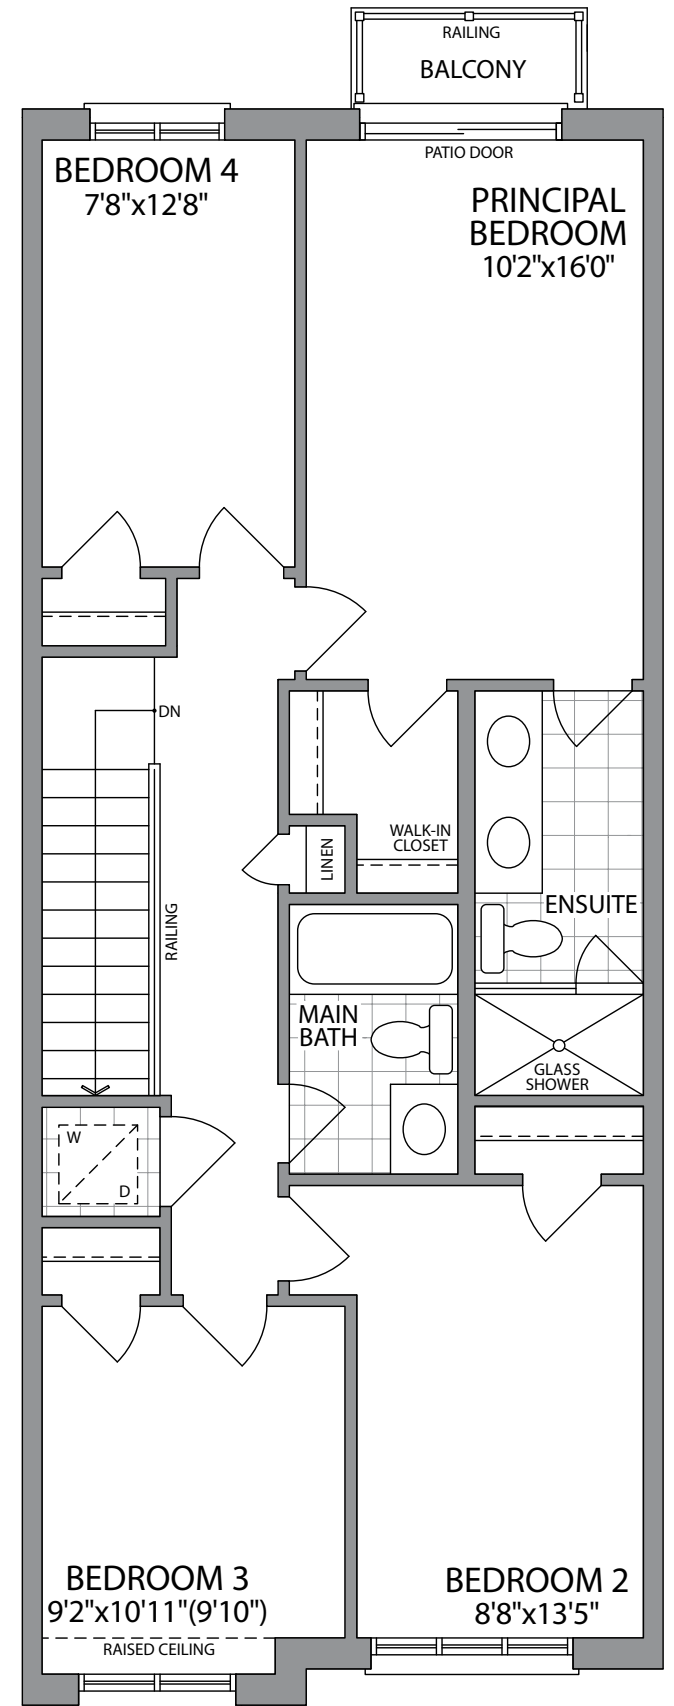 RAILING
BALCONY
PATIO DOOR
BEDROOM 4
7'8"x12'8"
PRINCIPAL
BEDROOM
10'2"x16'0"
DN
WALK-IN
CLOSET
LINEN
RAILING
ENSUITE
MAIN
BATH
GLASS
SHOWER
W
D
BEDROOM 3
9'2"x10'11"(9'10")
RAISED CEILING
BEDROOM 2
8'8"x13'5"